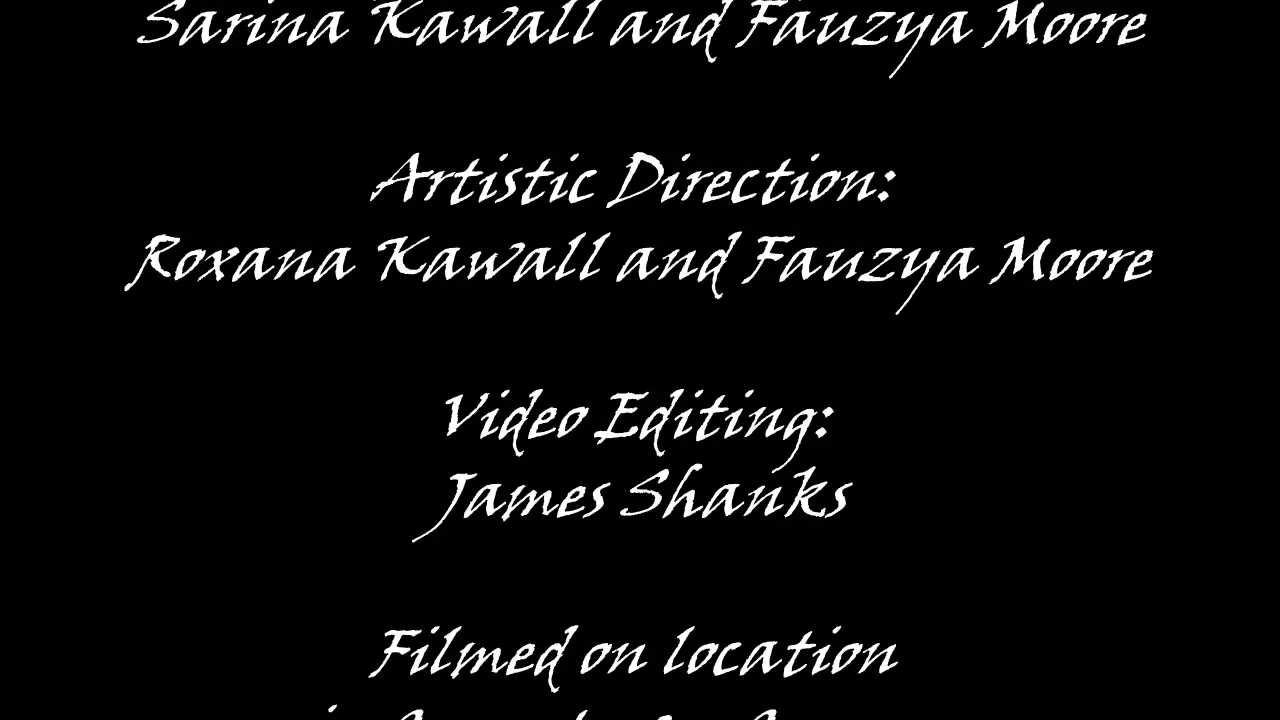 Sarina Kawall and Fauzya Moore
Artistic Direction:
Roxana Kawall and Fauzya Moore
Video Editing:
James Shanks
Filmed on location